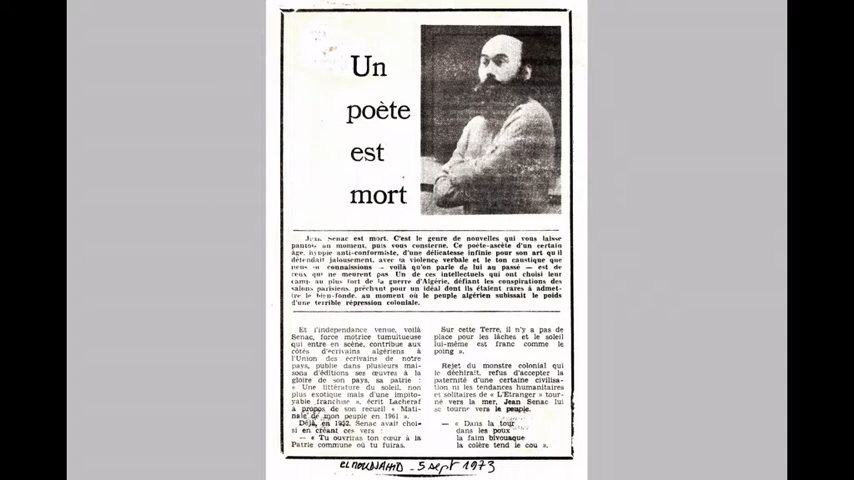 Un
poète
est
mort
Jean Senac est mort. C'est le genre de nouvelles qui vous laisse
pantois un moment, puis vous consterne. Ce poète-ascète d'un certain
âge, hyppie anti-conformiste, d'une délicatesse infinie pour son art qu'il
défendait jalousement, avec la violence verbale et le ton caustique que
nous lui connaissions — voilà qu'on parle de lui au passé — est de
ceux qui ne meurent pas Un de ces intellectuels qui ont choisi leur
camp au plus fort de la guerre d'Algérie, défiant les conspirations des
salons parisiens, prêchant pour un idéal dont ils étaient rares à admet-
tre le bien-fondé, au moment où le peuple algérien subissait le poids
d'une terrible répression coloniale.
Et l'independance venue, voilà
Senac, force motrice tumultueuse
qui entre en scène, contribue aux
côtés d'écrivains algériens à
l'Union des écrivains de notre
pays, publie dans plusieurs mai-
sons d'éditions ses œuvres à la
gloire de son pays, sa patrie :
« Une littérature du soleil, non
plus exotique mais d'une impito-
yable franchise », écrit Lacheraf
à propos de son recueil « Mati-
nale de mon peuple en 1961 ».
Déjà, en 1952, Senac avait choi-
si en créant ces vers :
— « Tu ouvriras ton cœur à la
Patrie commune où tu fuiras.
Sur cette Terre, il n'y a pas de
place pour les lâches et le soleil
lui-même est franc comme le
poing ».
Rejet du monstre colonial qui
le déchirait, refus d'accepter la
paternité d'une certaine civilisa-
tion ni les tendances humanitaires
et solitaires de « L'Etranger » tour-
né vers la mer, Jean Senac lui
se tourne vers le peuple.
— « Dans la tour
dans les poux
la faim bivouaque
la colère tend le cou ».
EL MOUDJAHID - 5 sept 1973